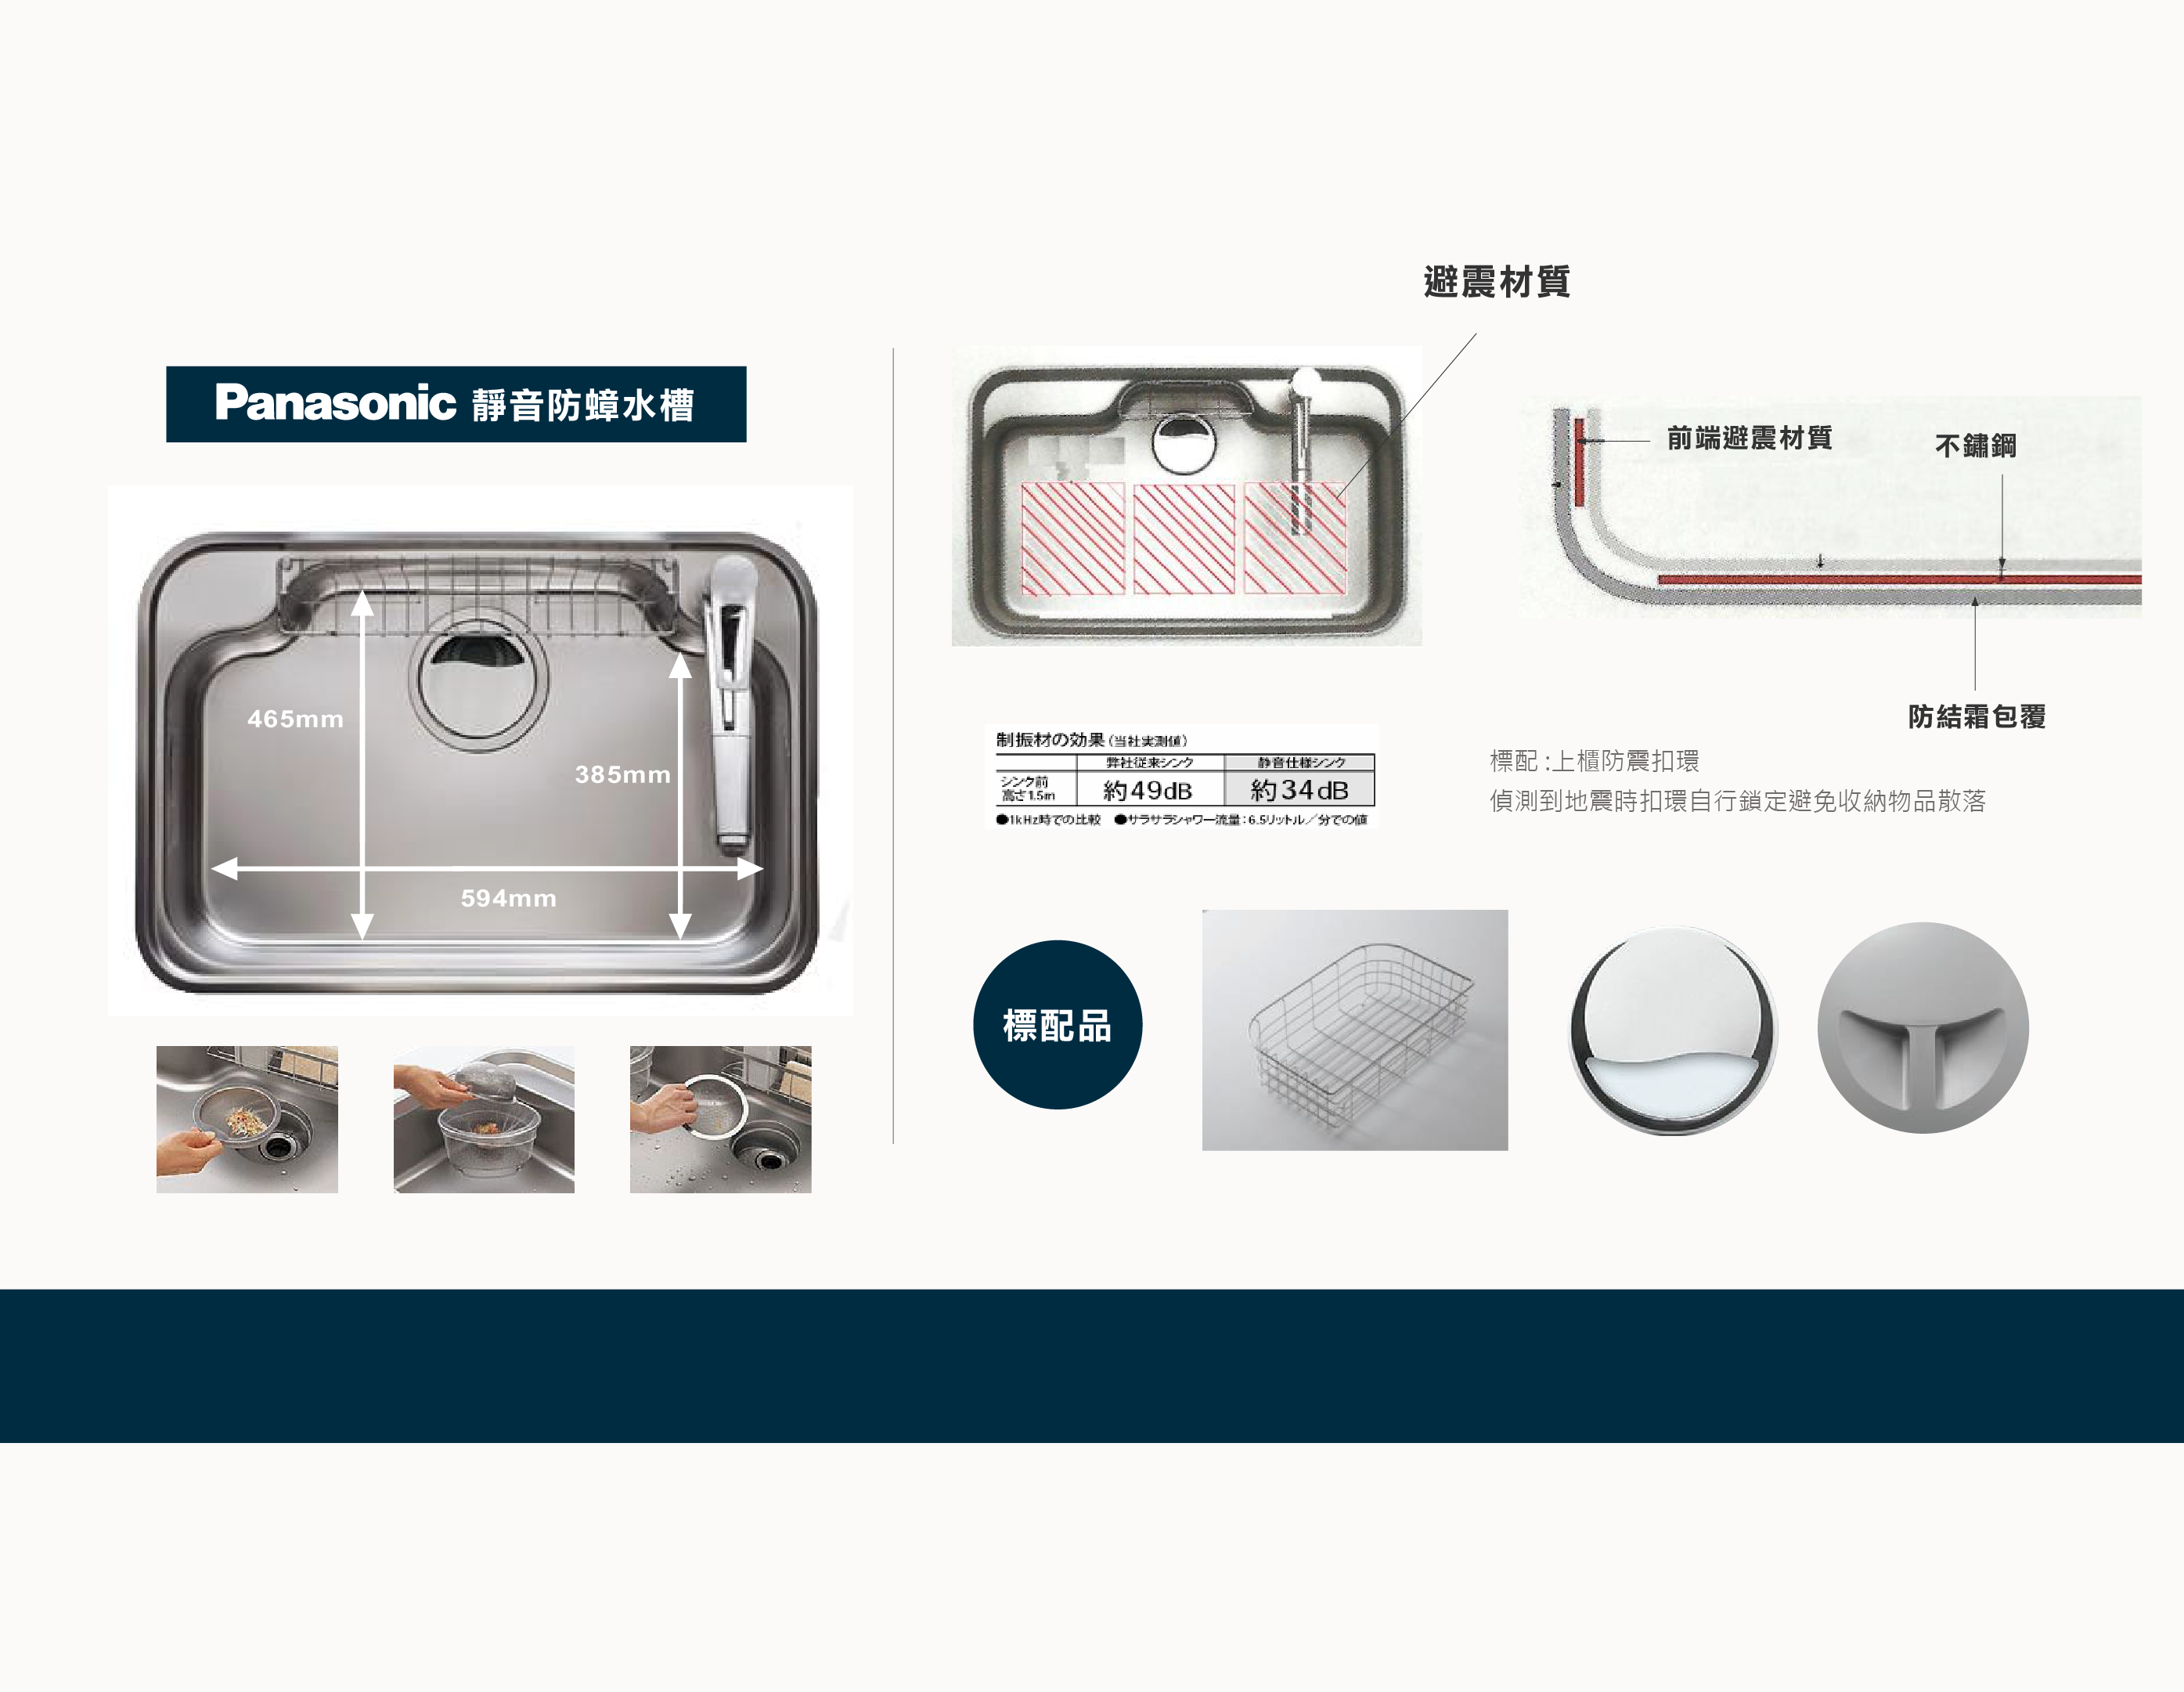 Panasonic 靜音防蟑水槽
465mm
385mm
594mm
避震材質
前端避震材質
不鏽鋼
防結霜包覆
制振材の効果(当社実測値)
弊社従来シンク 静音仕様シンク
シンク前
高さ1.5m
約49dB 約34dB
●1kHz時での比較 ●サラサラシャワー流量:6.5リットル/分での値
標配:上櫃防震扣環
偵測到地震時扣環自行鎖定避免收納物品散落
標配品